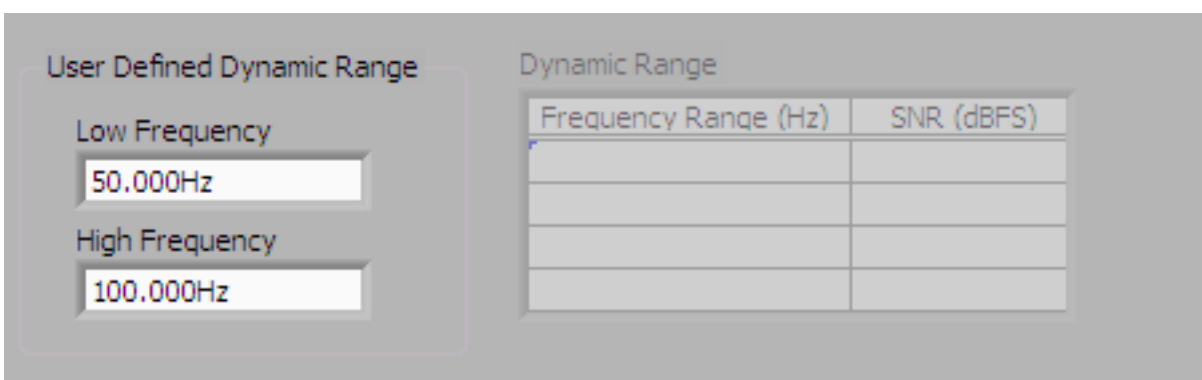 User Defined Dynamic Range
Low Frequency
50.000Hz
High Frequency
100.000Hz
Dynamic Range
Frequency Range (Hz) SNR (dBFS)